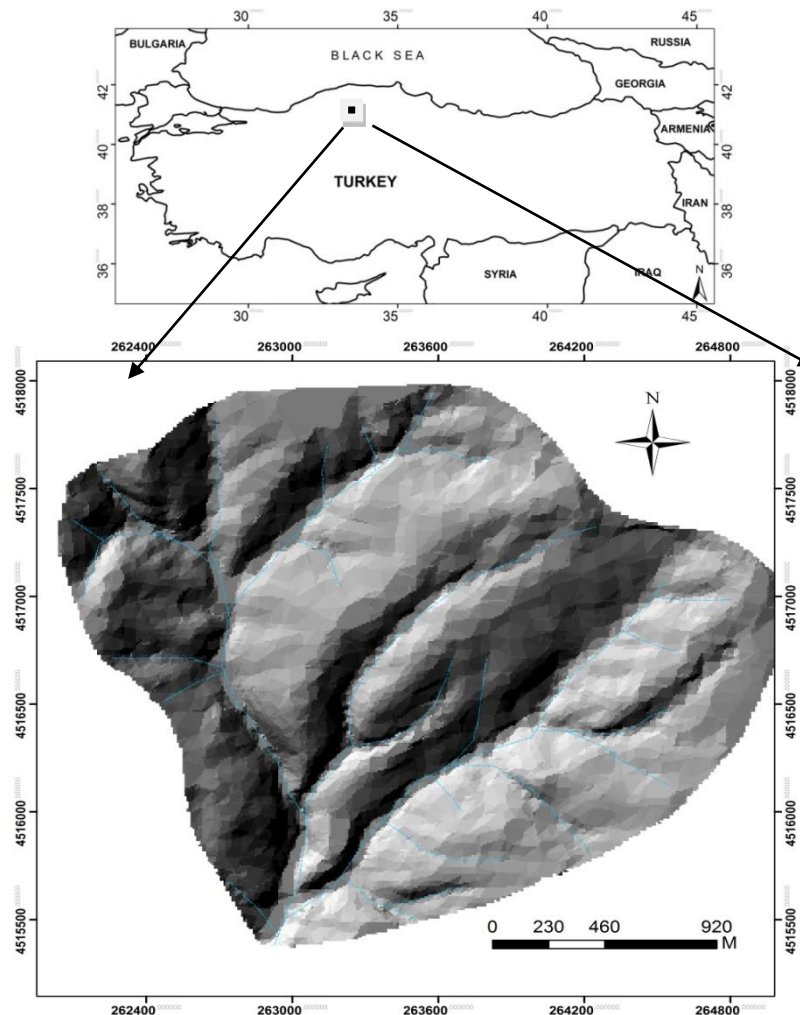 30 35 40 45
BULGARIA
BLACK SEA
RUSSIA
GEORGIA
42 42
ARMENIA
40 40
TURKEY
IRAN
38 38
SYRIA
IRAQ
N
36 36
30 35 40 45
262400 263000 263600 264200 264800
4518000 4518000
N
4517500 4517500
4517000 4517000
4516500 4516500
4516000 4516000
4515500 4515500
0 230 460 920
M
262400 263000 263600 264200 264800